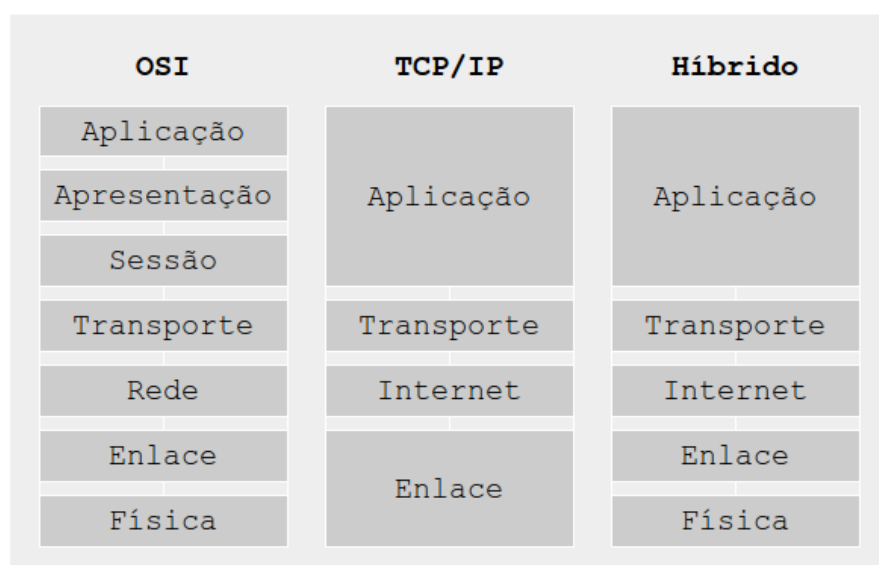 OSI
TCP/IP
Híbrido
Aplicação
Apresentação
Sessão
Transporte
Rede
Enlace
Física
Aplicação
Transporte
Internet
Enlace
Aplicação
Transporte
Internet
Enlace
Física